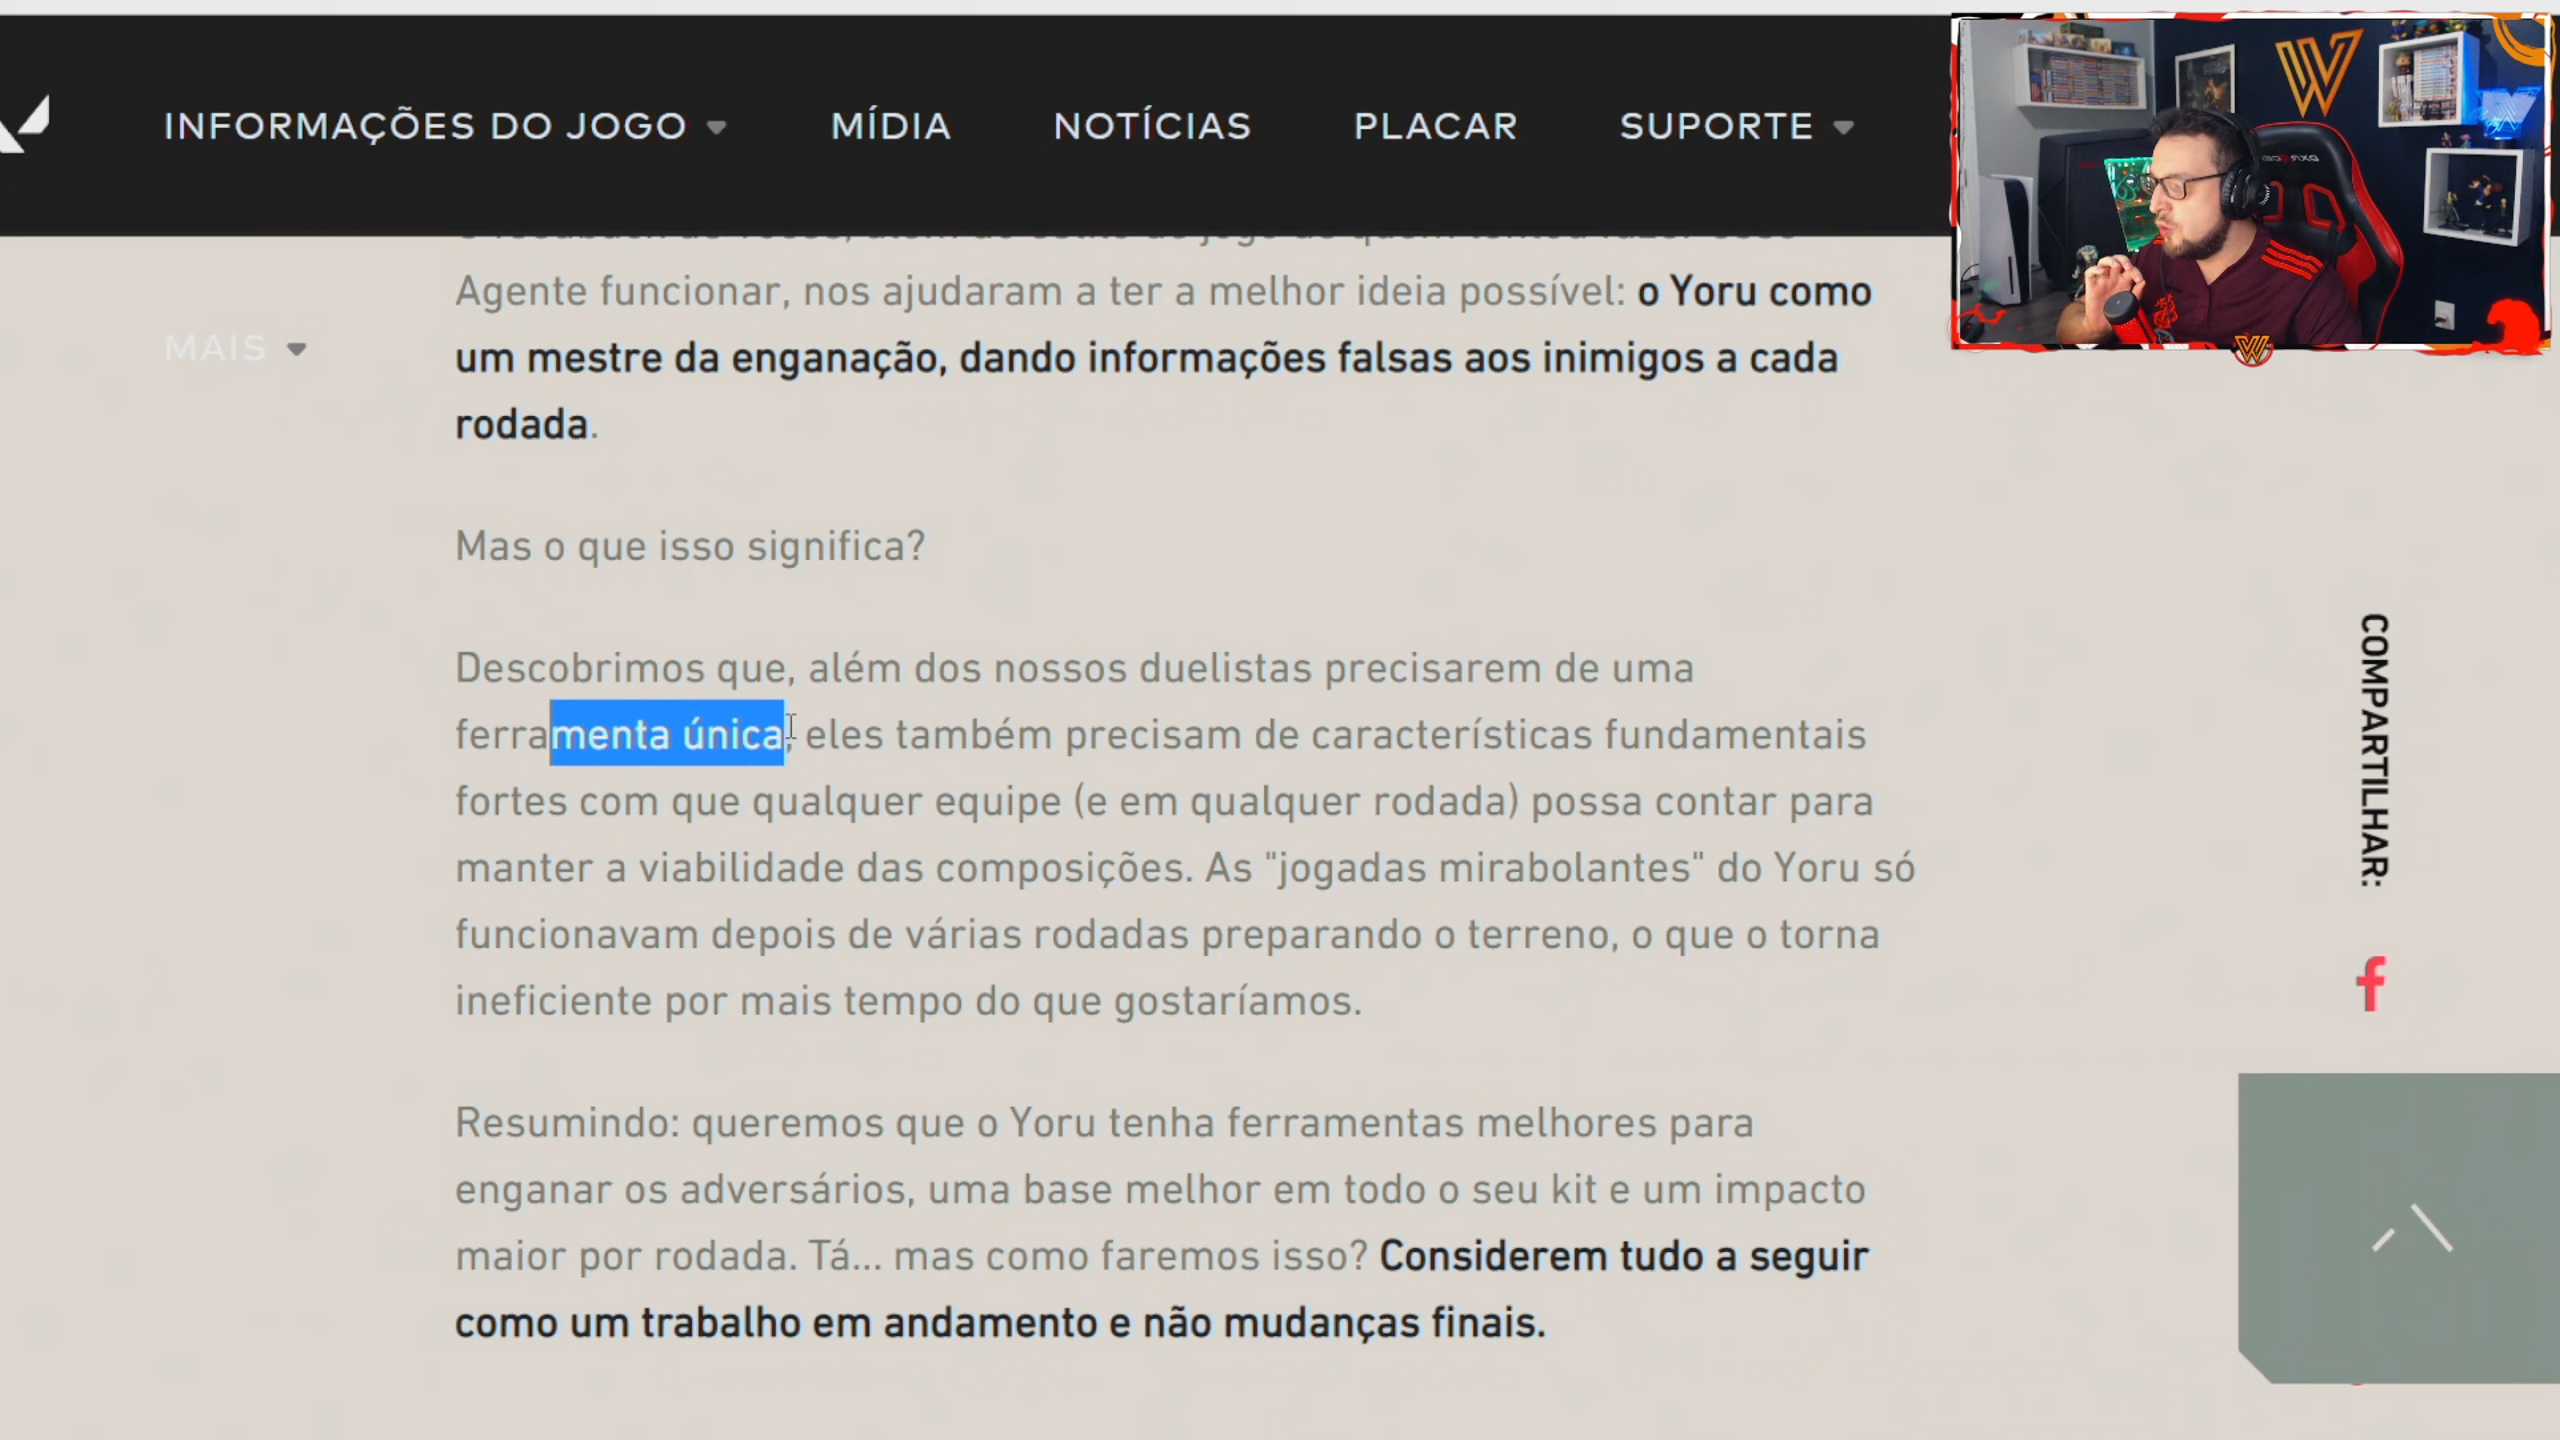 INFORMAÇÕES DO JOGO
MÍDIA
NOTÍCIAS
PLACAR
SUPORTE
MAIS
Agente funcionar, nos ajudaram a ter a melhor ideia possível: o Yoru como
um mestre da enganação, dando informações falsas aos inimigos a cada
rodada.
Mas o que isso significa?
Descobrimos que, além dos nossos duelistas precisarem de uma
ferramenta única, eles também precisam de características fundamentais
fortes com que qualquer equipe (e em qualquer rodada) possa contar para
manter a viabilidade das composições. As "jogadas mirabolantes" do Yoru só
funcionavam depois de várias rodadas preparando o terreno, o que o torna
ineficiente por mais tempo do que gostaríamos.
Resumindo: queremos que o Yoru tenha ferramentas melhores para
enganar os adversários, uma base melhor em todo o seu kit e um impacto
maior por rodada. Tá... mas como faremos isso? Considerem tudo a seguir
como um trabalho em andamento e não mudanças finais.
COMPARTILHAR: